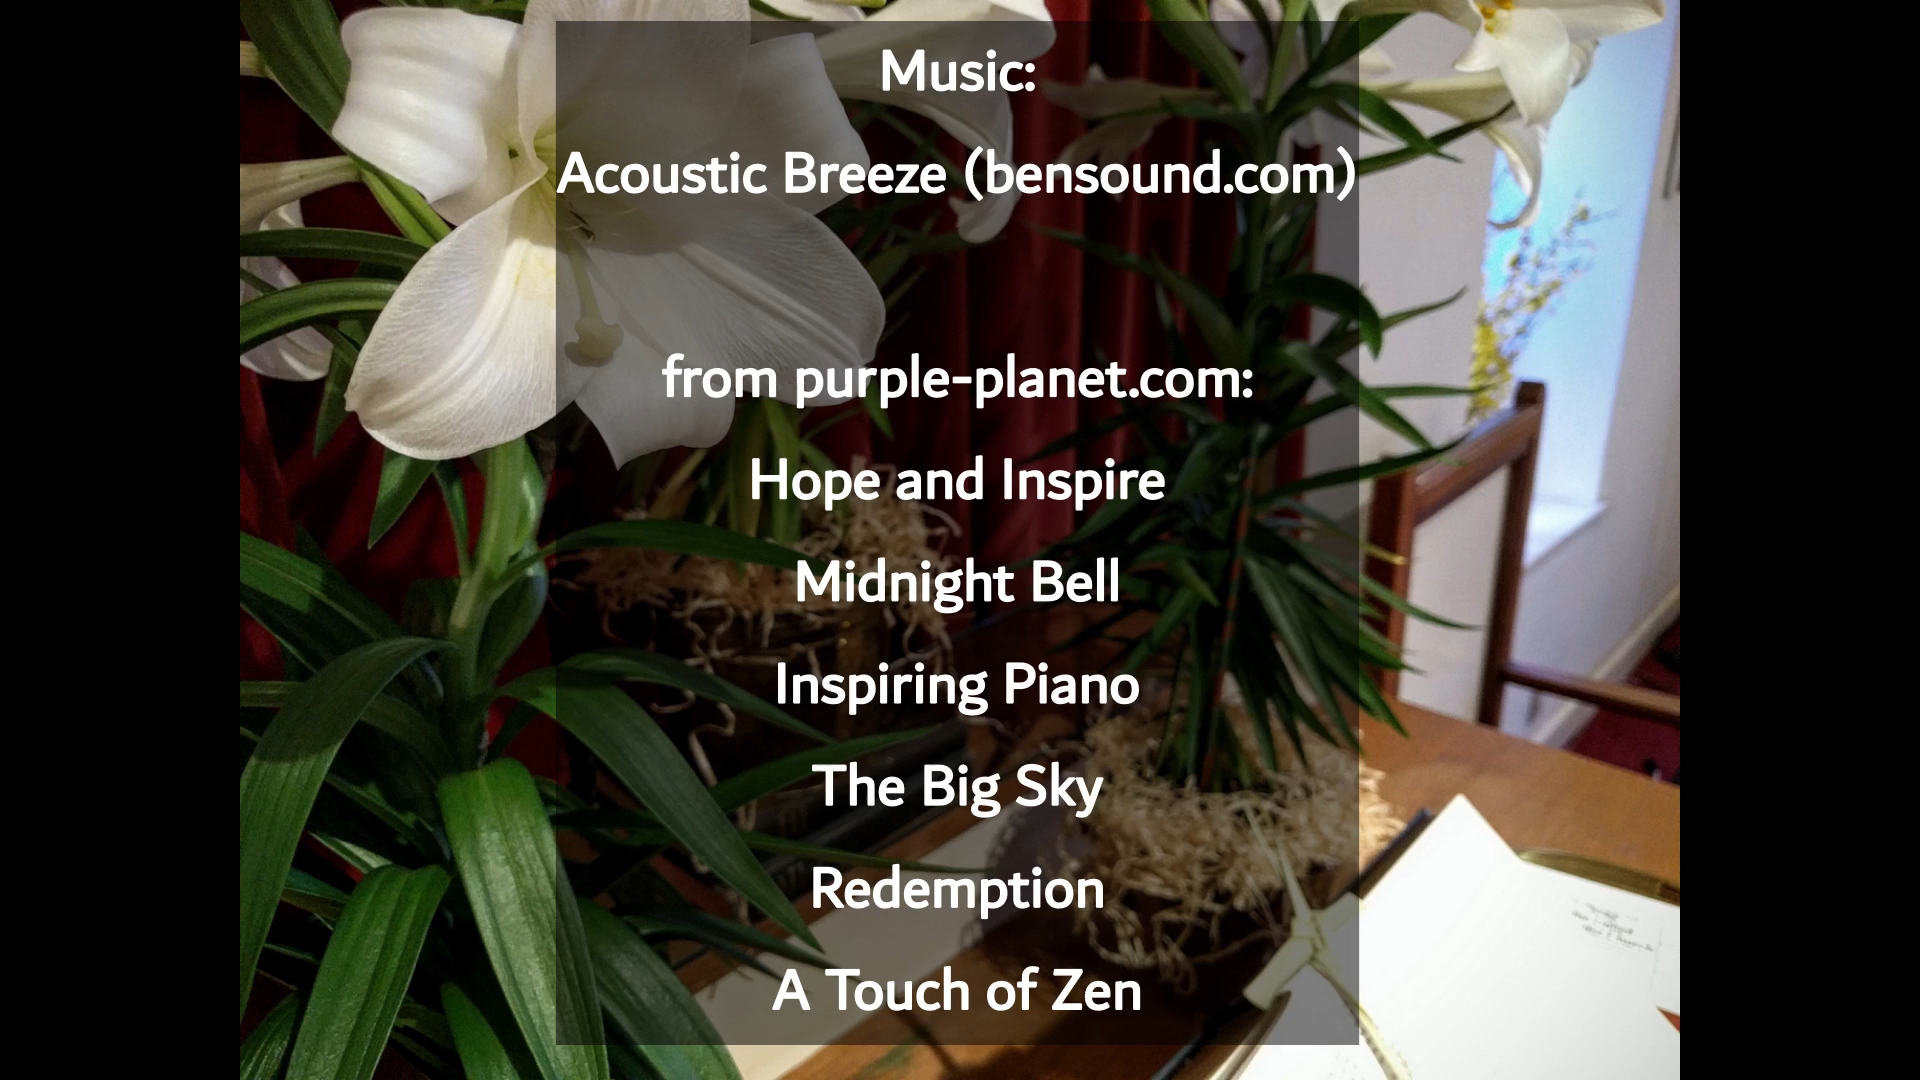 Music:
Acoustic Breeze (bensound.com)
from purple-planet.com:
Hope and Inspire
Midnight Bell
Inspiring Piano
The Big Sky
Redemption
A Touch of Zen